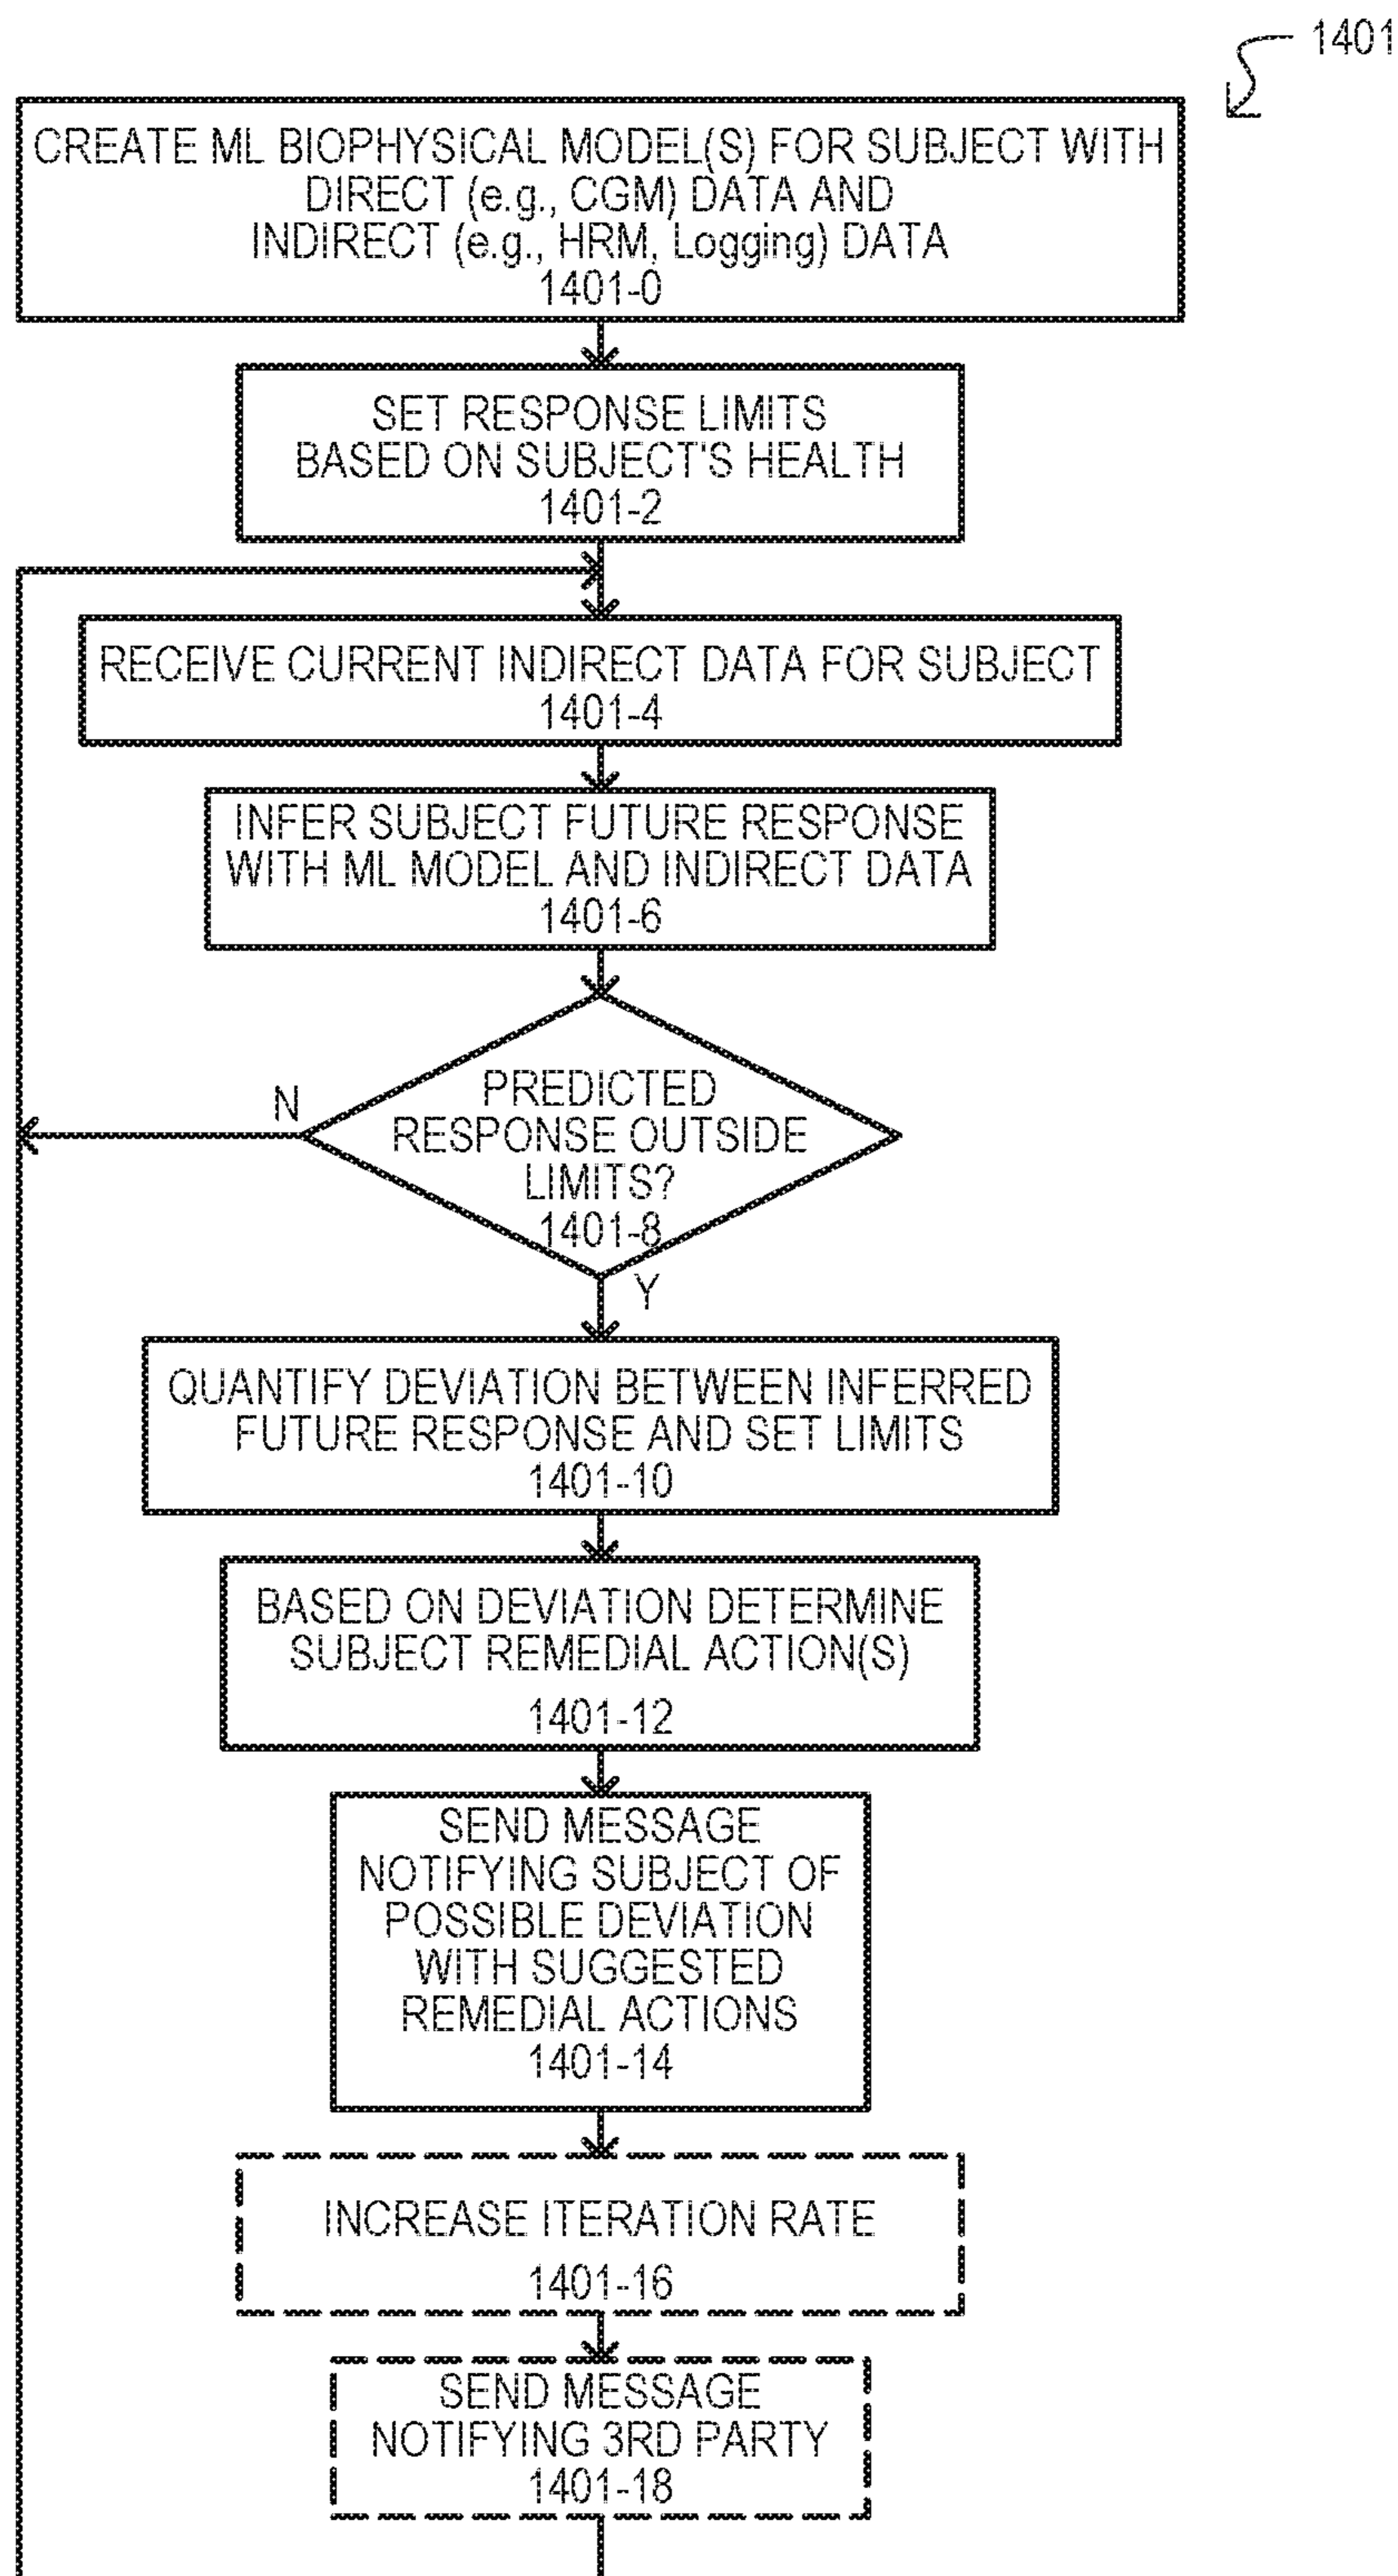 1401
CREATE ML BIOPHYSICAL MODEL(S) FOR SUBJECT WITH
DIRECT (e.g., CGM) DATA AND
INDIRECT (e.g., HRM, Logging) DATA
1401-0
SET RESPONSE LIMITS
BASED ON SUBJECT'S HEALTH
1401-2
RECEIVE CURRENT INDIRECT DATA FOR SUBJECT
1401-4
INFER SUBJECT FUTURE RESPONSE
WITH ML MODEL AND INDIRECT DATA
1401-6
N
PREDICTED
RESPONSE OUTSIDE
LIMITS?
1401-8
Y
QUANTIFY DEVIATION BETWEEN INFERRED
FUTURE RESPONSE AND SET LIMITS
1401-10
BASED ON DEVIATION DETERMINE
SUBJECT REMEDIAL ACTION(S)
1401-12
SEND MESSAGE
NOTIFYING SUBJECT OF
POSSIBLE DEVIATION
WITH SUGGESTED
REMEDIAL ACTIONS
1401-14
INCREASE ITERATION RATE
1401-16
SEND MESSAGE
NOTIFYING 3RD PARTY
1401-18